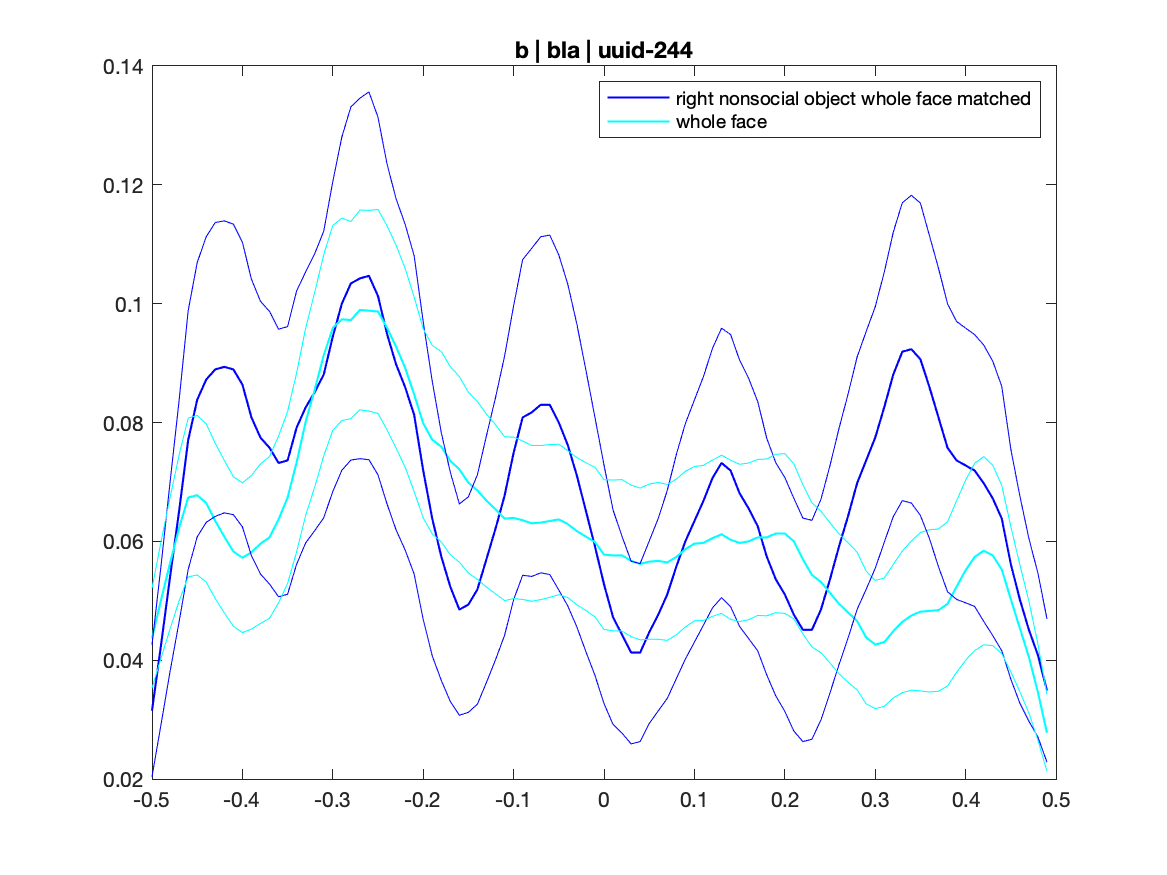 b | bla | uuid-244
right nonsocial object whole face matched
whole face
0.14
0.12
0.1
0.08
0.06
0.04
0.02
-0.5 -0.4 -0.3 -0.2 -0.1 0 0.1 0.2 0.3 0.4 0.5